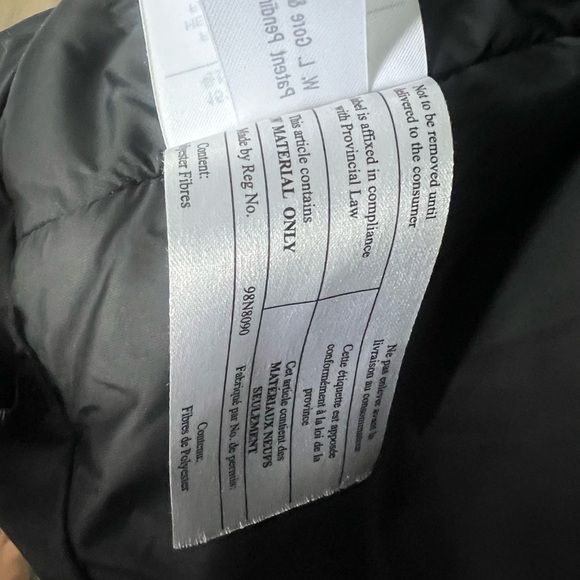 W. L. Gore &
Patent Pendin
Not to be removed until
delivered to the consumer
Ne pas enlever avant la
livraison au consommateur
label is affixed in compliance
with Provincial Law
Cette étiquette est apposée
conformément à la loi de la
province
This article contains
MATERIAL ONLY
Cet article contient des
MATÉRIAUX NEUFS
SEULEMENT
Made by Reg No. 98N8090 Fabriqué par No. de permis:
Content:
ester Fibres
Contenu:
Fibres de Polyester